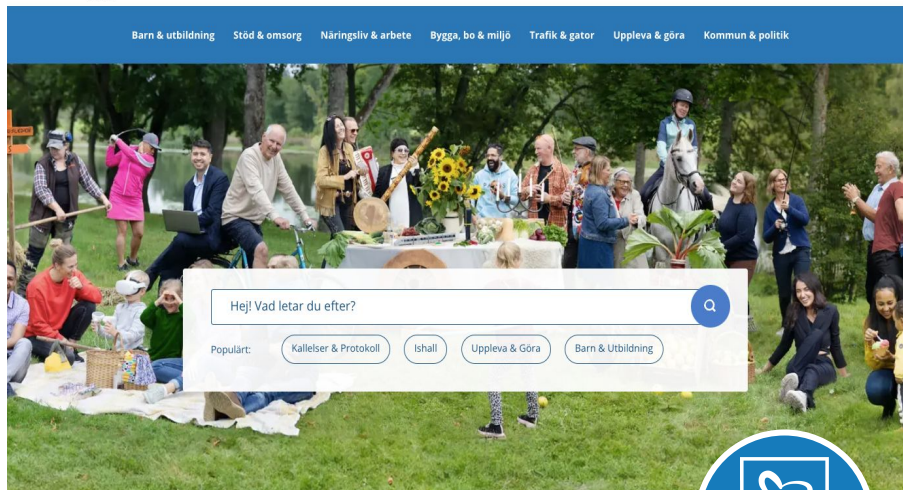 Barn & utbildning Stöd & omsorg Näringsliv & arbete Bygga, bo & miljö Trafik & gator Uppleva & göra Kommun & politik
Hej! Vad letar du efter?
Populärt: Kallelser & Protokoll Ishall Uppleva & Göra Barn & Utbildning